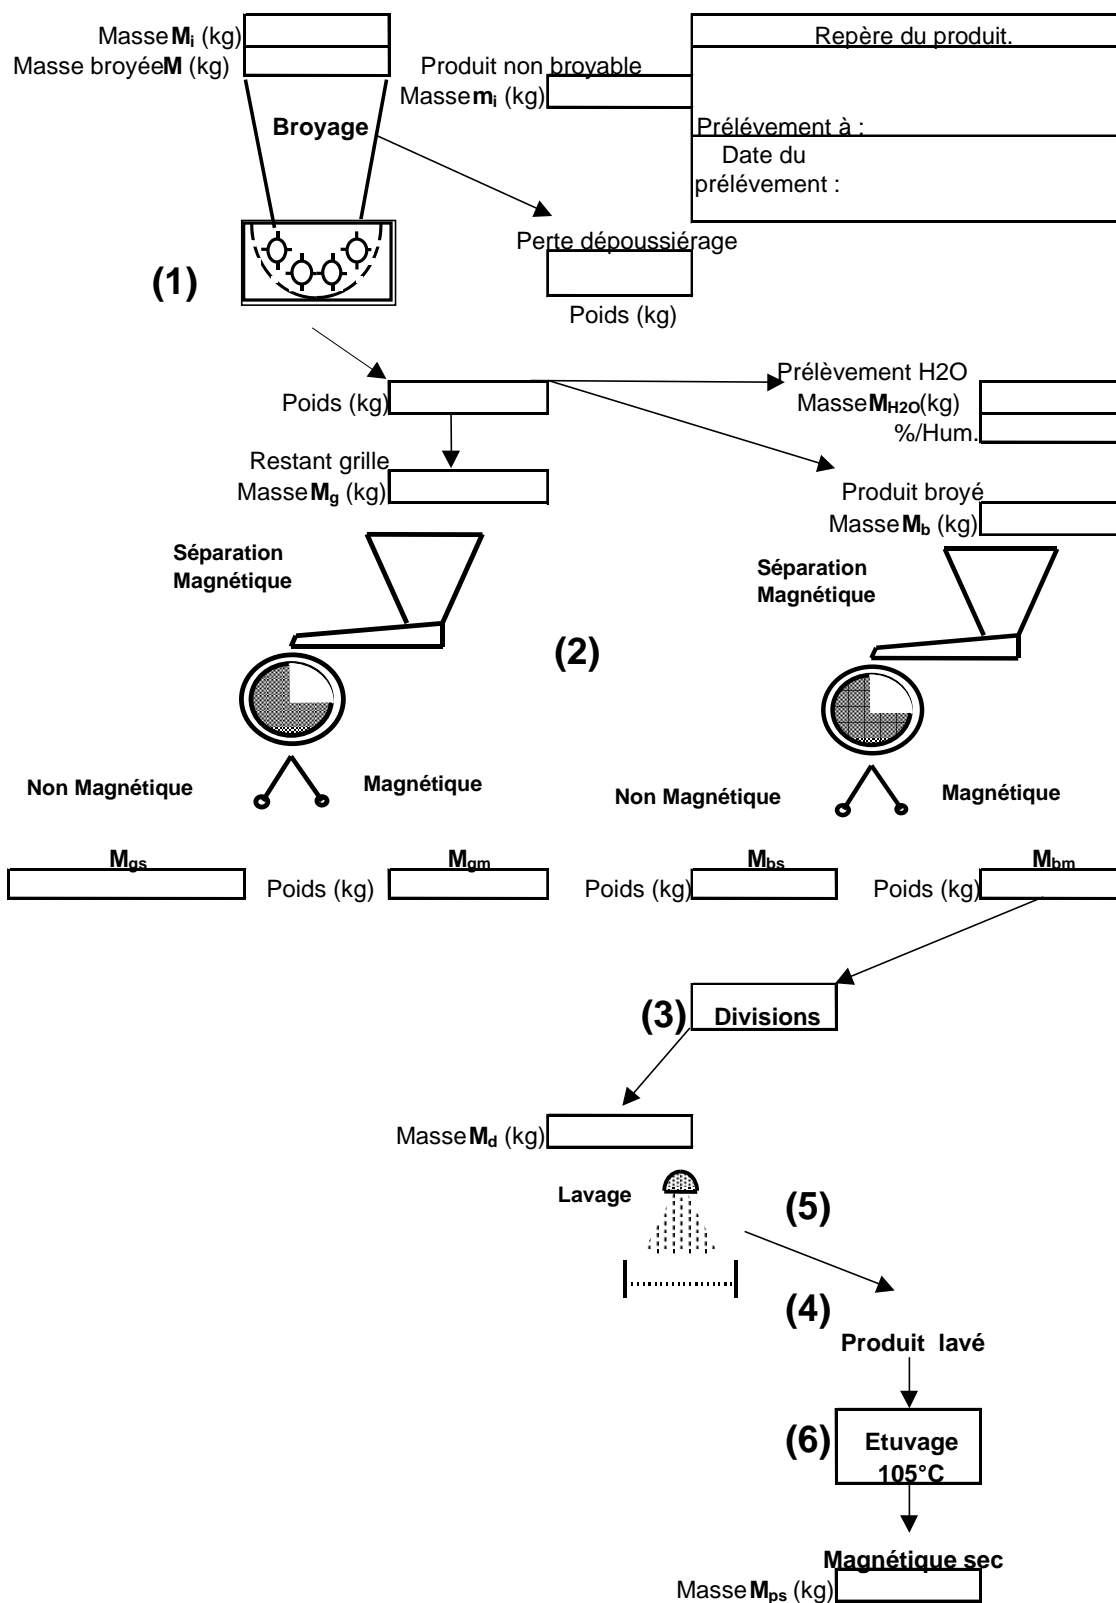 Masse Mi (kg)
Masse broyée M (kg)
Repère du produit.
Produit non broyable
Masse mi (kg)
Broyage
Prélévement à :
Date du
prélévement :
Perte dépoussiérage
(1)
Poids (kg)
Prélèvement H2O
Poids (kg)
Masse MH2O(kg)
%/Hum.
Restant grille
Masse Mg (kg)
Produit broyé
Masse Mb (kg)
Séparation
Magnétique
Séparation
Magnétique
(2)
Non Magnétique
Magnétique
Non Magnétique
Magnétique
Mgs
Mgm
Mbs
Mbm
Poids (kg)
Poids (kg)
Poids (kg)
(3)
Divisions
Masse Md (kg)
Lavage
(5)
(4)
Produit lavé
(6)
Etuvage
105°C
Magnétique sec
Masse Mps (kg)